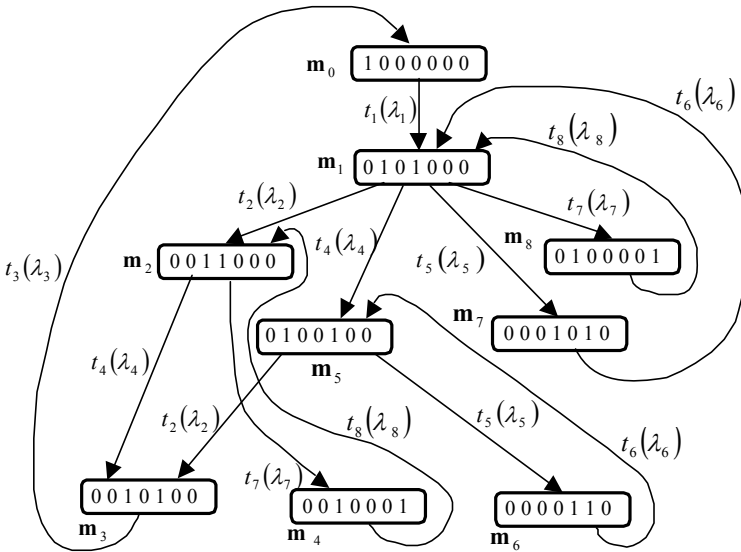 m₀ 1 0 0 0 0 0 0
t₁(λ₁)
t₆(λ₆)
t₈(λ₈)
m₁ 0 1 0 1 0 0 0
t₂(λ₂)
t₇(λ₇)
t₄(λ₄)
m₈ 0 1 0 0 0 0 1
t₃(λ₃)
m₂ 0 0 1 1 0 0 0
t₅(λ₅)
m₇ 0 0 0 1 0 1 0
0 1 0 0 1 0 0
m₅
t₄(λ₄)
t₂(λ₂)
t₈(λ₈)
t₅(λ₅)
t₆(λ₆)
t₇(λ₇)
0 0 1 0 1 0 0
m₃
0 0 1 0 0 0 1
m₄
0 0 0 0 1 1 0
m₆